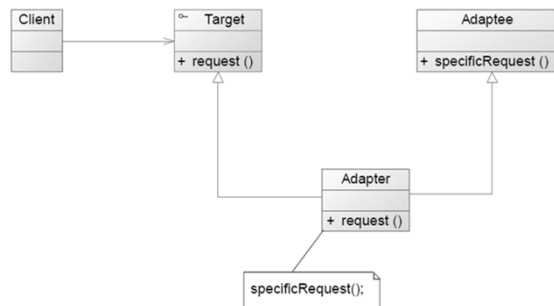 Client
Target
+ request ()
Adaptee
+ specificRequest ()
Adapter
+ request ()
specificRequest();